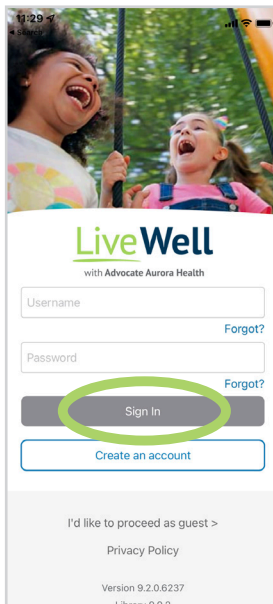 11:29
Search
LiveWell
with Advocate Aurora Health
Username
Forgot?
Password
Forgot?
Sign In
Create an account
I'd like to proceed as guest >
Privacy Policy
Version 9.2.0.6237